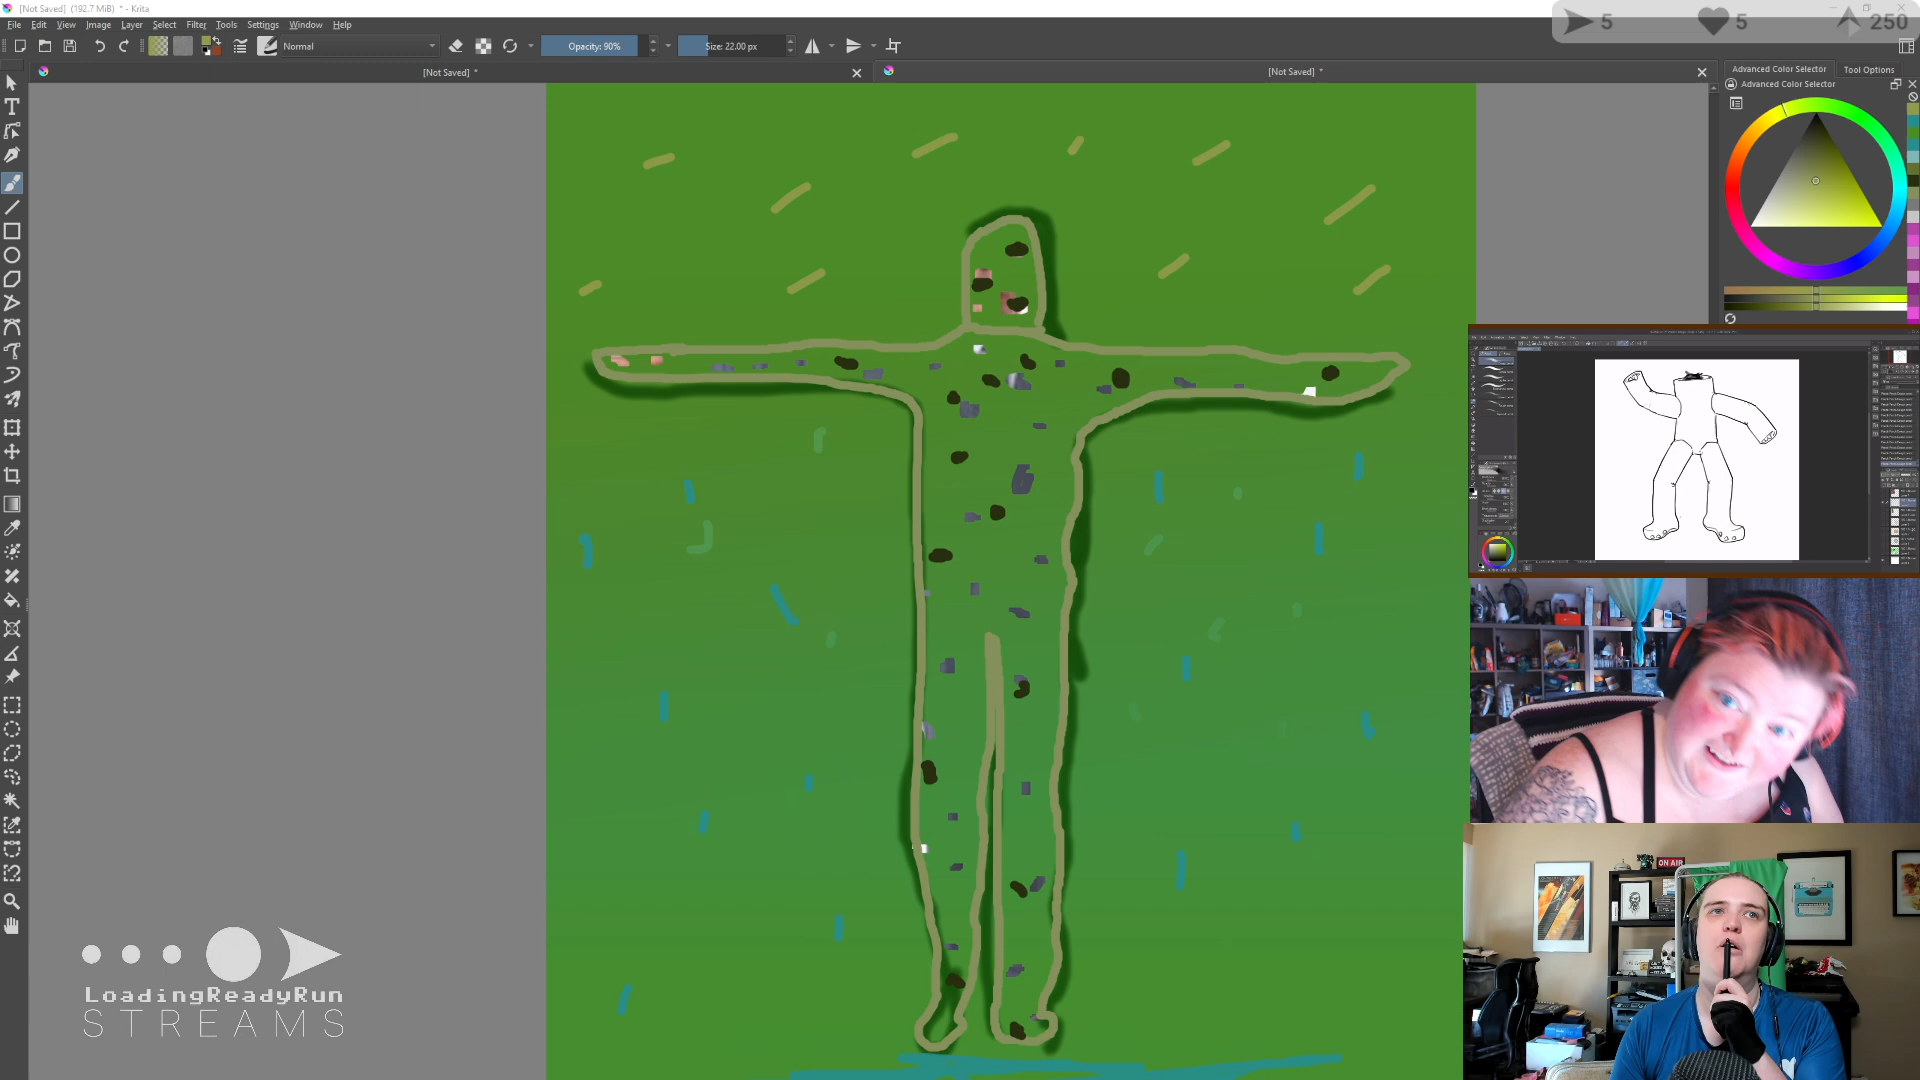 [Not Saved] (192.7 MiB) * - Krita
File Edit View Image Layer Select Filter Tools Settings Window Help
Normal
Opacity: 90%
Size: 22.00 px
5
5
250
[Not Saved] *
[Not Saved] *
Advanced Color Selector
Tool Options
Advanced Color Selector
ON AIR
LoadingReadyRun
STREAMS